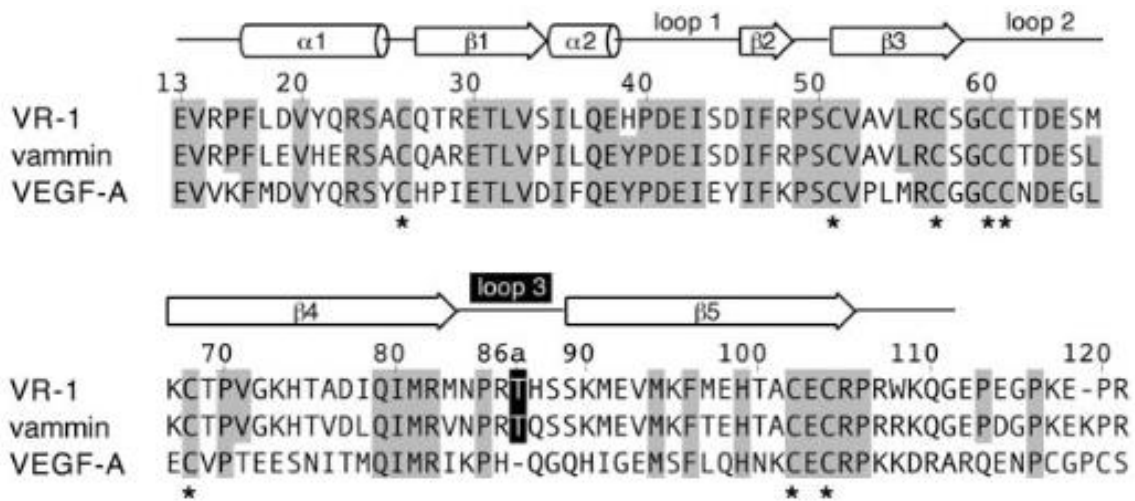 α1 β1 α2 loop 1 β2 β3 loop 2
13 20 30 40 50 60
VR-1 EVRPFLDVYQRSACQTRETLVSILQEHPDEISDIFRPSCVAVLRCSGCCTDESM
vammin EVRPFLEVHERSACQARETLVPILQEYPDEISDIFRPSCVAVLRCSGCCTDESL
VEGF-A EVVKFMDVYQRSYCHPIETLVDIFQEYPDEIEYIFKPSCVPLMRCGGCCNDEGL
* * * **
β4 loop 3 β5
70 80 86a 90 100 110 120
VR-1 KCTPVGKHTADIQIMRMNPRTHSSKMEVMKFMEHTACECRPRWKQGEPEGPKE-PR
vammin KCTPVGKHTVDLQIMRVNPRTQSSKMEVMKFTEHTACECRPRRKQGEPDGPKEKPR
VEGF-A ECVPTEESNITMQIMRIKPH-QGQHIGEMSFLQHNKCECRPKKDRARQENPCGPCS
* * *